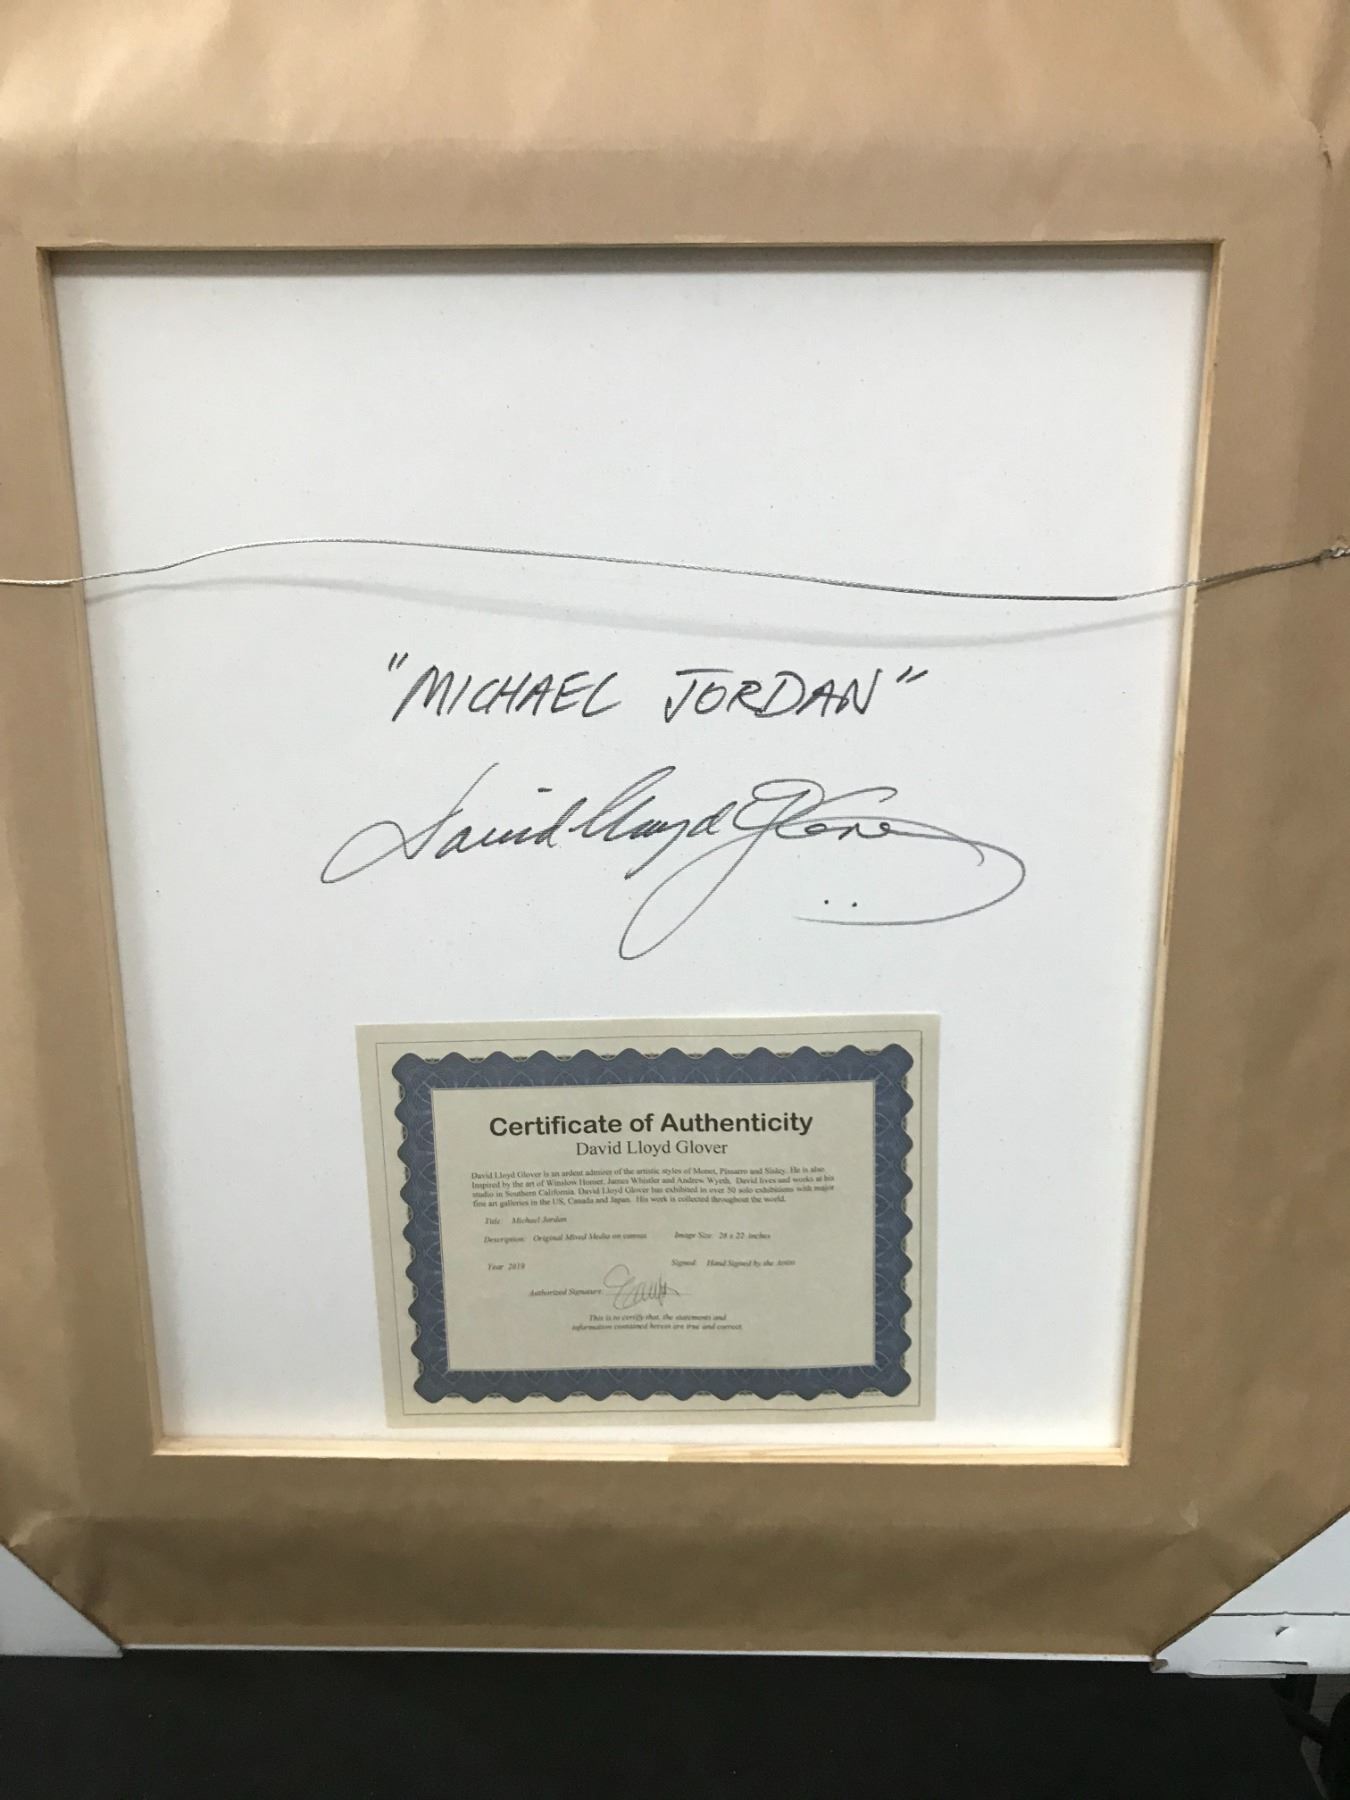 "MICHAEL JORDAN"
David Lloyd Glover
Certificate of Authenticity
David Lloyd Glover
David Lloyd Glover is an ardent admirer of the artistic styles of Monet, Pissarro and Sisley. He is also
Inspired by the art of Winslow Homer, James Whistler and Andrew Wyeth. David lives and works at his
studio in Southern California. David Lloyd Glover has exhibited in over 50 solo exhibitions with major
fine art galleries in the US, Canada and Japan. His work is collected throughout the world.
Title: Michael Jordan
Description: Original Mixed Media on canvas Image Size: 28 x 22 inches
Year 2019 Signed: Hand Signed by the Artist
Authorized Signature:
This is to certify that, the statements and
information contained herein are true and correct